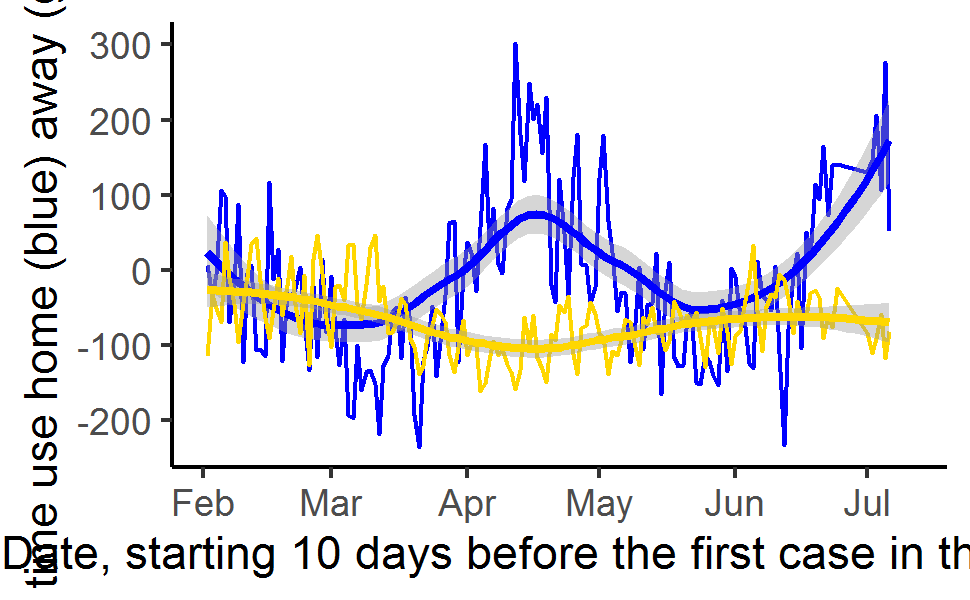 time use home (blue) away (
300
200
100
0
-100
-200
Feb Mar Apr May Jun Jul
Date, starting 10 days before the first case in th